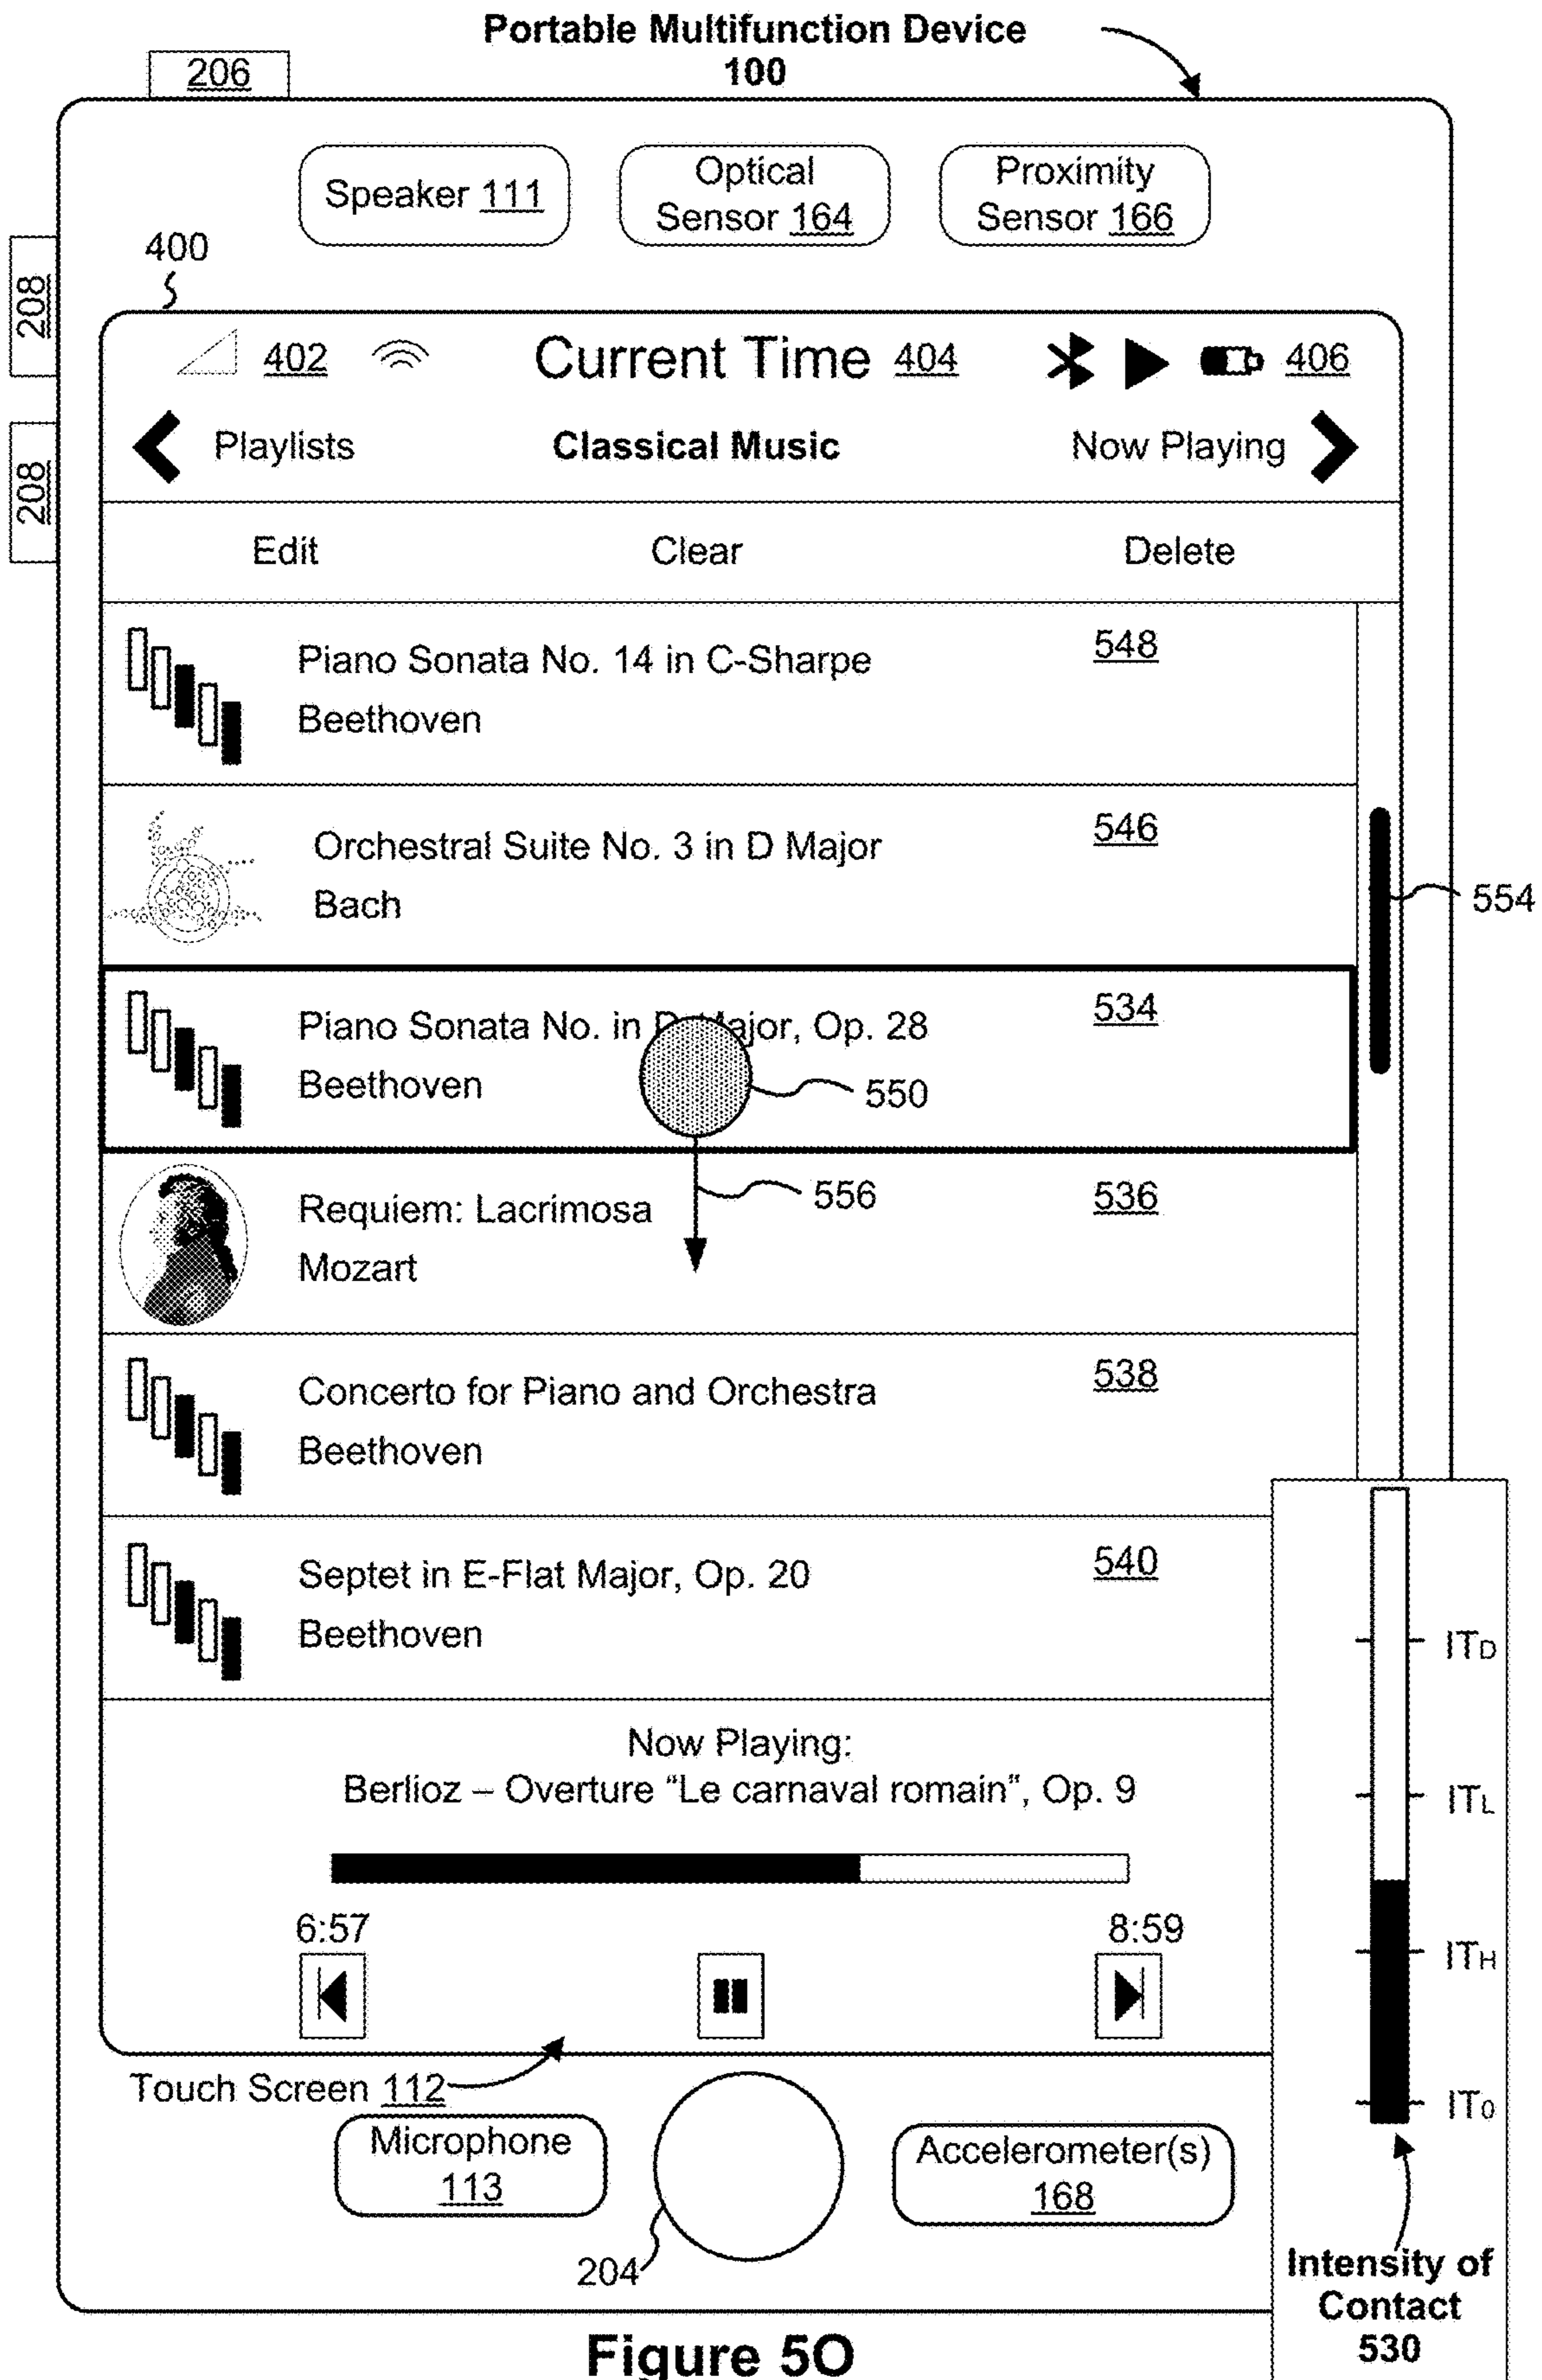 Portable Multifunction Device
100
206
Speaker 111
Optical
Sensor 164
Proximity
Sensor 166
400
208
208
402
Current Time 404
406
Playlists
Classical Music
Now Playing
Edit
Clear
Delete
Piano Sonata No. 14 in C-Sharpe
548
Beethoven
Orchestral Suite No. 3 in D Major
546
Bach
554
Piano Sonata No. in D Major, Op. 28
534
Beethoven
550
556
Requiem: Lacrimosa
536
Mozart
Concerto for Piano and Orchestra
538
Beethoven
Septet in E-Flat Major, Op. 20
540
Beethoven
ITD
ITL
ITH
IT0
Now Playing:
Berlioz – Overture “Le carnaval romain”, Op. 9
6:57
8:59
Touch Screen 112
Microphone
113
Accelerometer(s)
168
204
Intensity of
Contact
530
Figure 5O